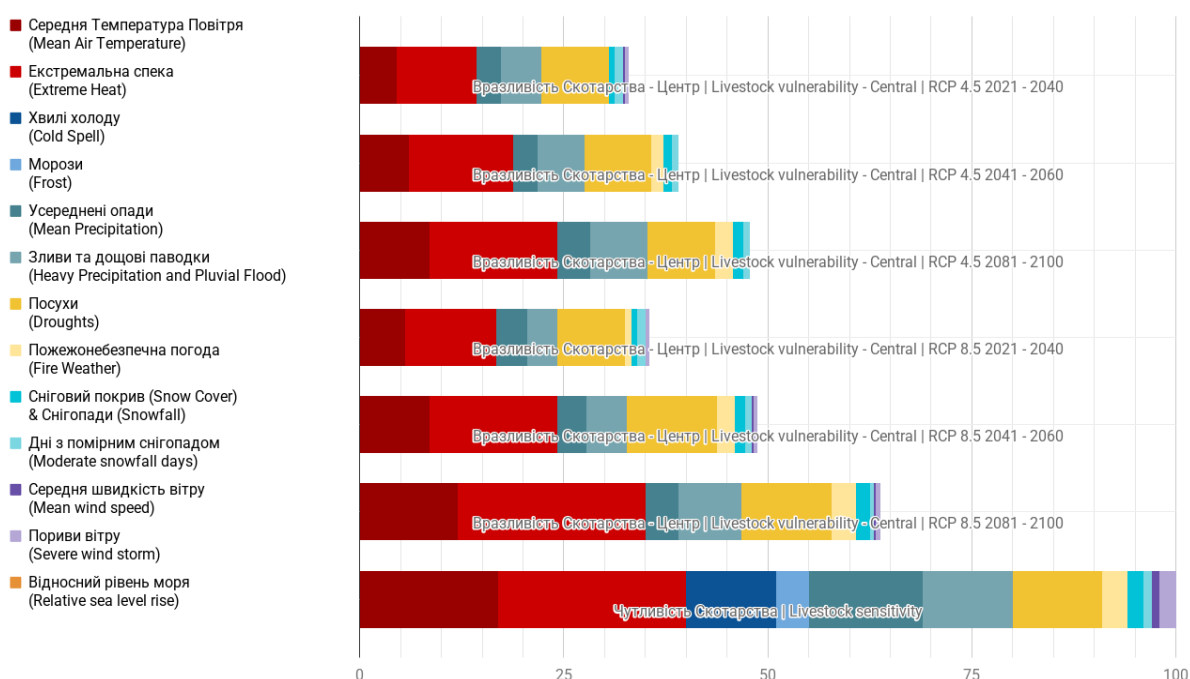 Середня Температура Повітря
(Mean Air Temperature)
Екстремальна спека
(Extreme Heat)
Хвилі холоду
(Cold Spell)
Морози
(Frost)
Усереднені опади
(Mean Precipitation)
Зливи та дощові паводки
(Heavy Precipitation and Pluvial Flood)
Посухи
(Droughts)
Пожежонебезпечна погода
(Fire Weather)
Сніговий покрив (Snow Cover)
& Снігопади (Snowfall)
Дні з помірним снігопадом
(Moderate snowfall days)
Середня швидкість вітру
(Mean wind speed)
Пориви вітру
(Severe wind storm)
Відносний рівень моря
(Relative sea level rise)
Вразливість Скотарства - Центр | Livestock vulnerability - Central | RCP 4.5 2021 - 2040
Вразливість Скотарства - Центр | Livestock vulnerability - Central | RCP 4.5 2041 - 2060
Вразливість Скотарства - Центр | Livestock vulnerability - Central | RCP 4.5 2081 - 2100
Вразливість Скотарства - Центр | Livestock vulnerability - Central | RCP 8.5 2021 - 2040
Вразливість Скотарства - Центр | Livestock vulnerability - Central | RCP 8.5 2041 - 2060
Вразливість Скотарства - Центр | Livestock vulnerability - Central | RCP 8.5 2081 - 2100
Чутливість Скотарства | Livestock sensitivity
0 25 50 75 100